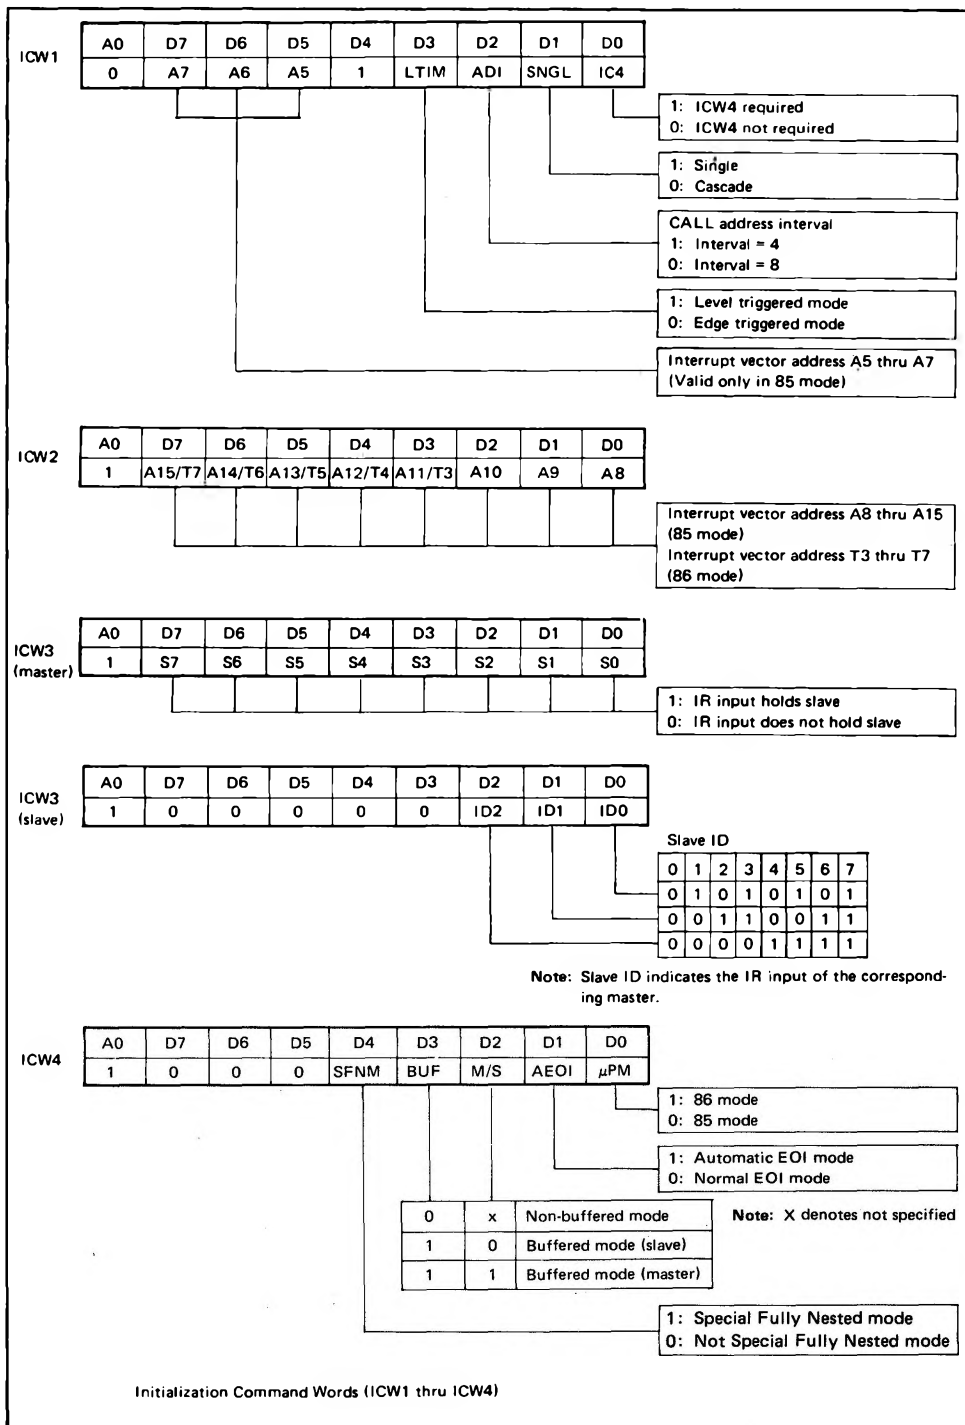 ICW1
A0 D7 D6 D5 D4 D3 D2 D1 D0
0 A7 A6 A5 1 LTIM ADI SNGL IC4
1: ICW4 required
0: ICW4 not required
1: Single
0: Cascade
CALL address interval
1: Interval = 4
0: Interval = 8
1: Level triggered mode
0: Edge triggered mode
Interrupt vector address A5 thru A7
(Valid only in 85 mode)
ICW2
A0 D7 D6 D5 D4 D3 D2 D1 D0
1 A15/T7 A14/T6 A13/T5 A12/T4 A11/T3 A10 A9 A8
Interrupt vector address A8 thru A15
(85 mode)
Interrupt vector address T3 thru T7
(86 mode)
ICW3
(master)
A0 D7 D6 D5 D4 D3 D2 D1 D0
1 S7 S6 S5 S4 S3 S2 S1 S0
1: IR input holds slave
0: IR input does not hold slave
ICW3
(slave)
A0 D7 D6 D5 D4 D3 D2 D1 D0
1 0 0 0 0 0 ID2 ID1 ID0
Slave ID
0 1 2 3 4 5 6 7
0 1 0 1 0 1 0 1
0 0 1 1 0 0 1 1
0 0 0 0 1 1 1 1
Note: Slave ID indicates the IR input of the correspond-
ing master.
ICW4
A0 D7 D6 D5 D4 D3 D2 D1 D0
1 0 0 0 SFNM BUF M/S AEOI μPM
1: 86 mode
0: 85 mode
1: Automatic EOI mode
0: Normal EOI mode
0 x Non-buffered mode
1 0 Buffered mode (slave)
1 1 Buffered mode (master)
Note: X denotes not specified
1: Special Fully Nested mode
0: Not Special Fully Nested mode
Initialization Command Words (ICW1 thru ICW4)